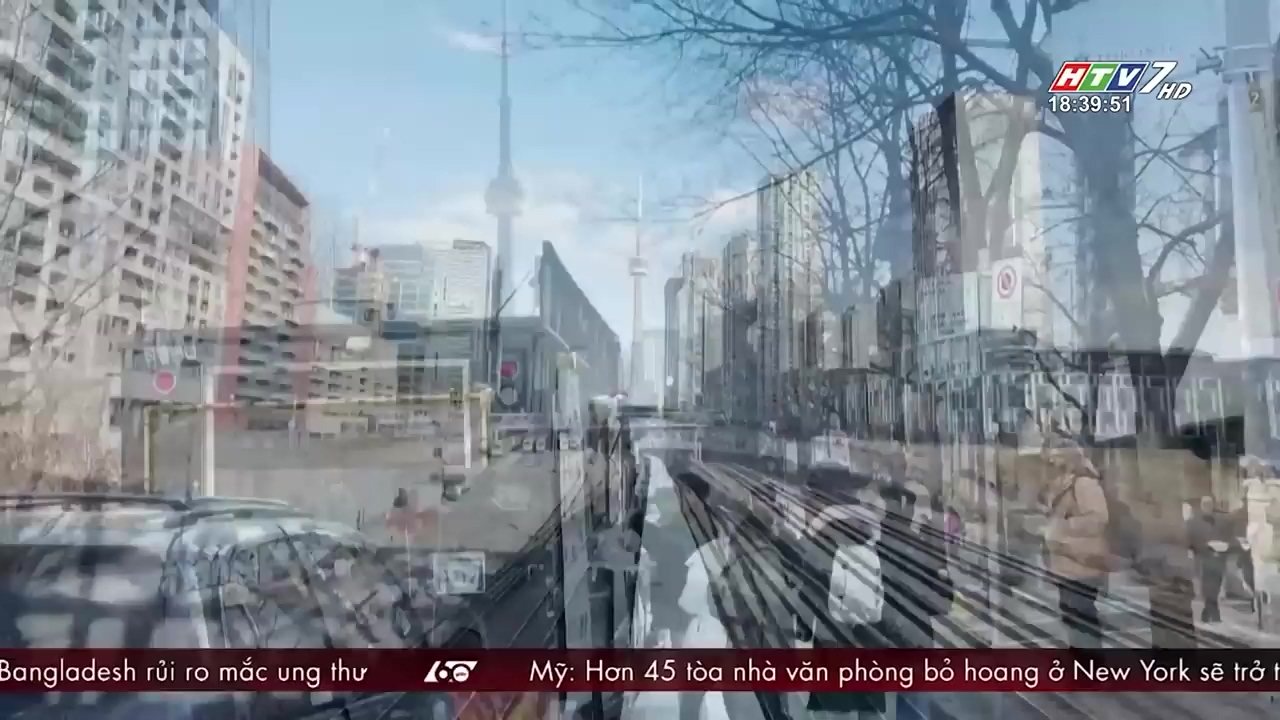 HTV7 HD
18:39:51
Bangladesh rủi ro mắc ung thư
60
Mỹ: Hơn 45 tòa nhà văn phòng bỏ hoang ở New York sẽ trở t